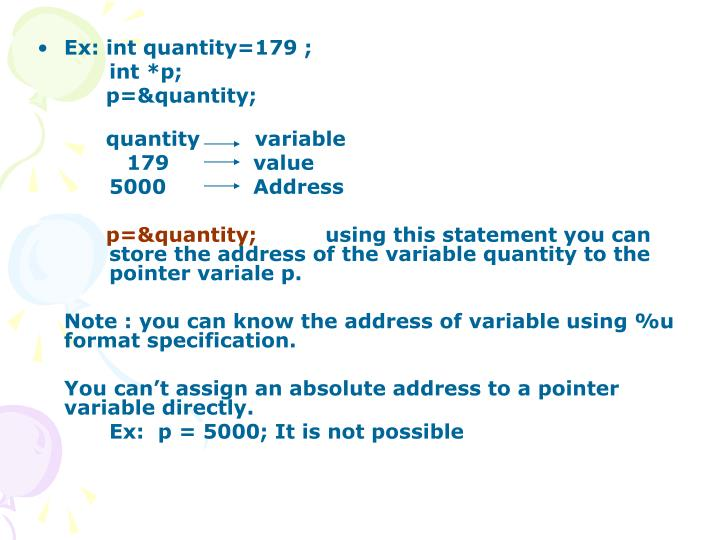 • Ex: int quantity=179 ;
int *p;
p=&quantity;
quantity variable
179 value
5000 Address
p=&quantity; using this statement you can
store the address of the variable quantity to the
pointer variale p.
Note : you can know the address of variable using %u
format specification.
You can’t assign an absolute address to a pointer
variable directly.
Ex: p = 5000; It is not possible